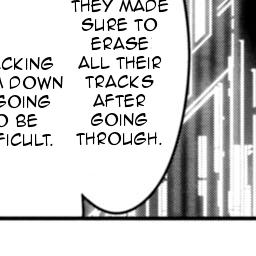 THEY MADE
SURE TO
ERASE
ALL THEIR
TRACKS
AFTER
GOING
THROUGH.
DOWN
GOING
BE